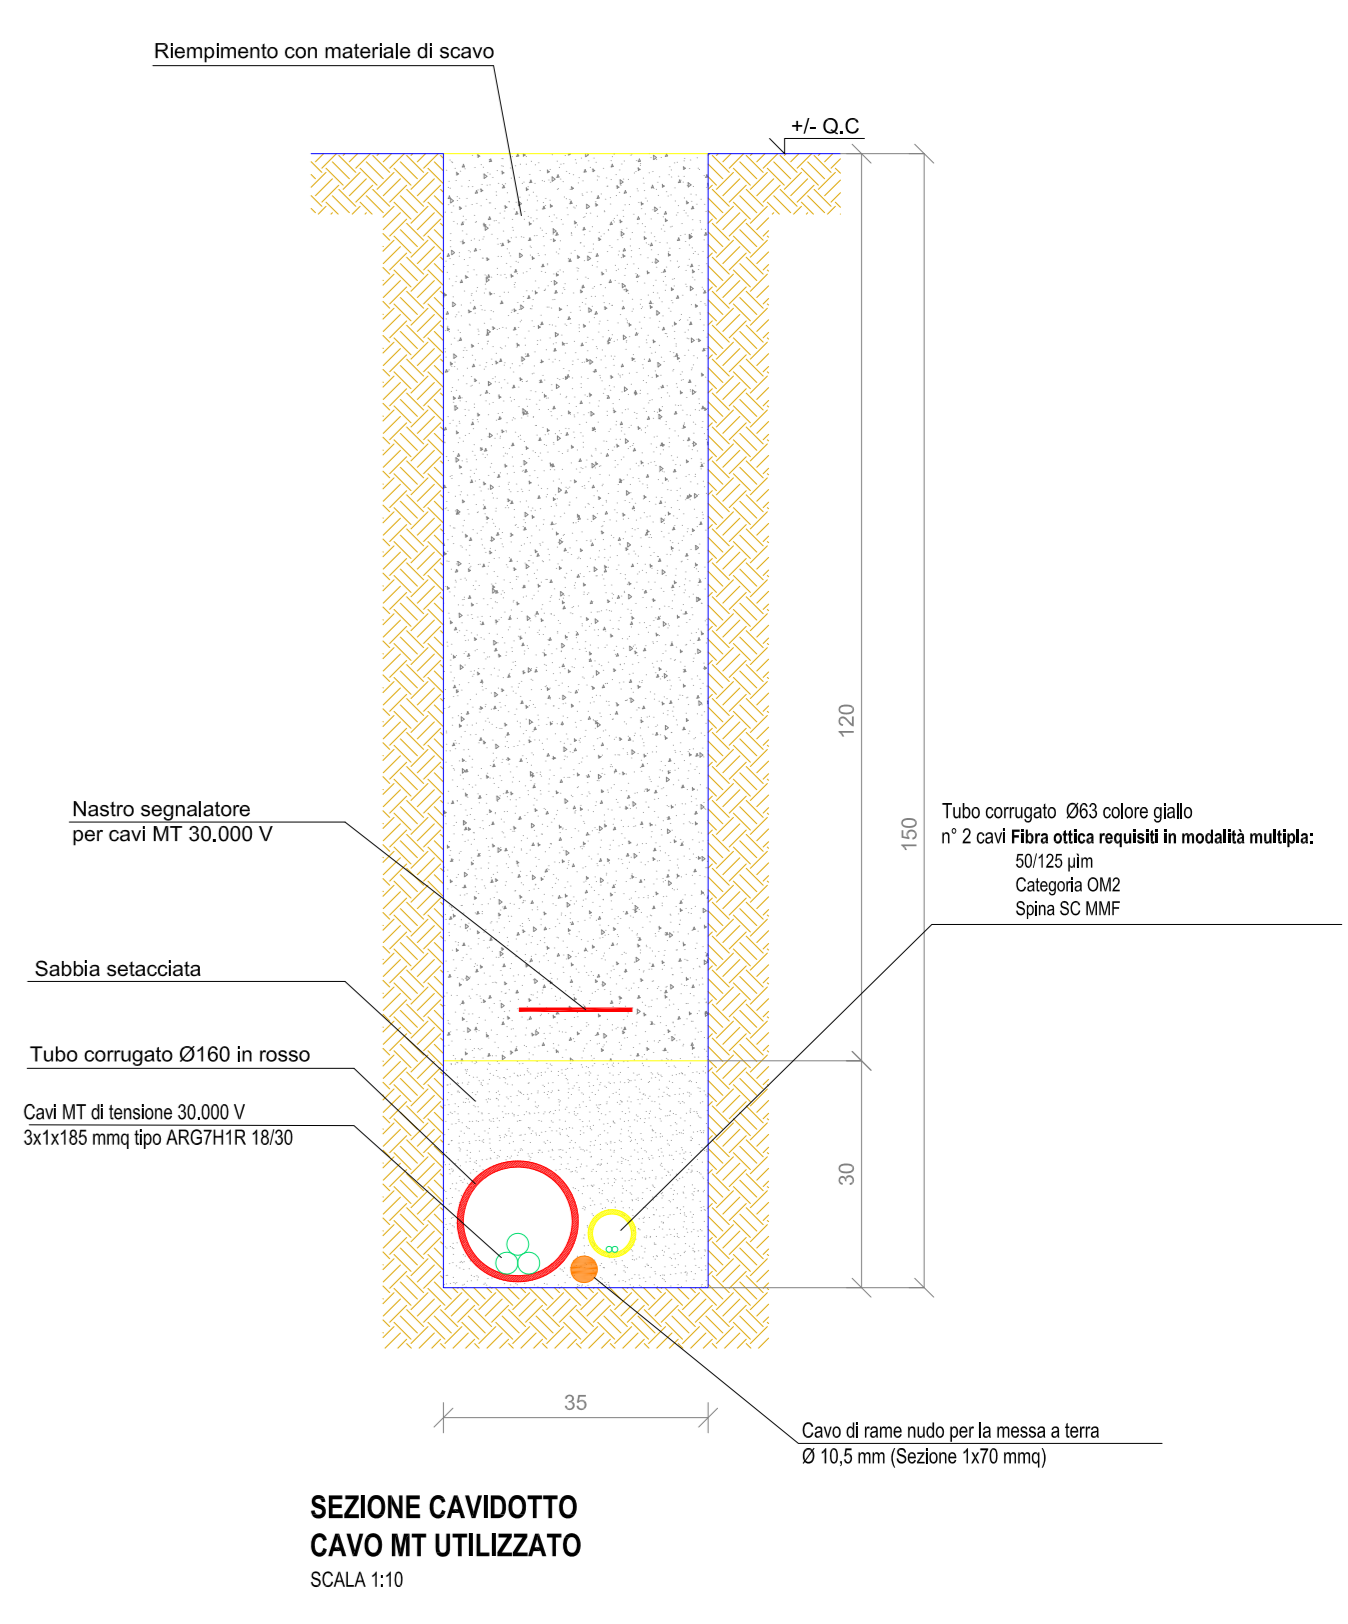 Riempimento con materiale di scavo
+/- Q.C
120
150
Nastro segnalatore
per cavi MT 30.000 V
Tubo corrugato Ø63 colore giallo
n° 2 cavi Fibra ottica requisiti in modalità multipla:
50/125 µìm
Categoria OM2
Spina SC MMF
Sabbia setacciata
Tubo corrugato Ø160 in rosso
Cavi MT di tensione 30.000 V
3x1x185 mmq tipo ARG7H1R 18/30
30
35
Cavo di rame nudo per la messa a terra
Ø 10,5 mm (Sezione 1x70 mmq)
SEZIONE CAVIDOTTO
CAVO MT UTILIZZATO
SCALA 1:10